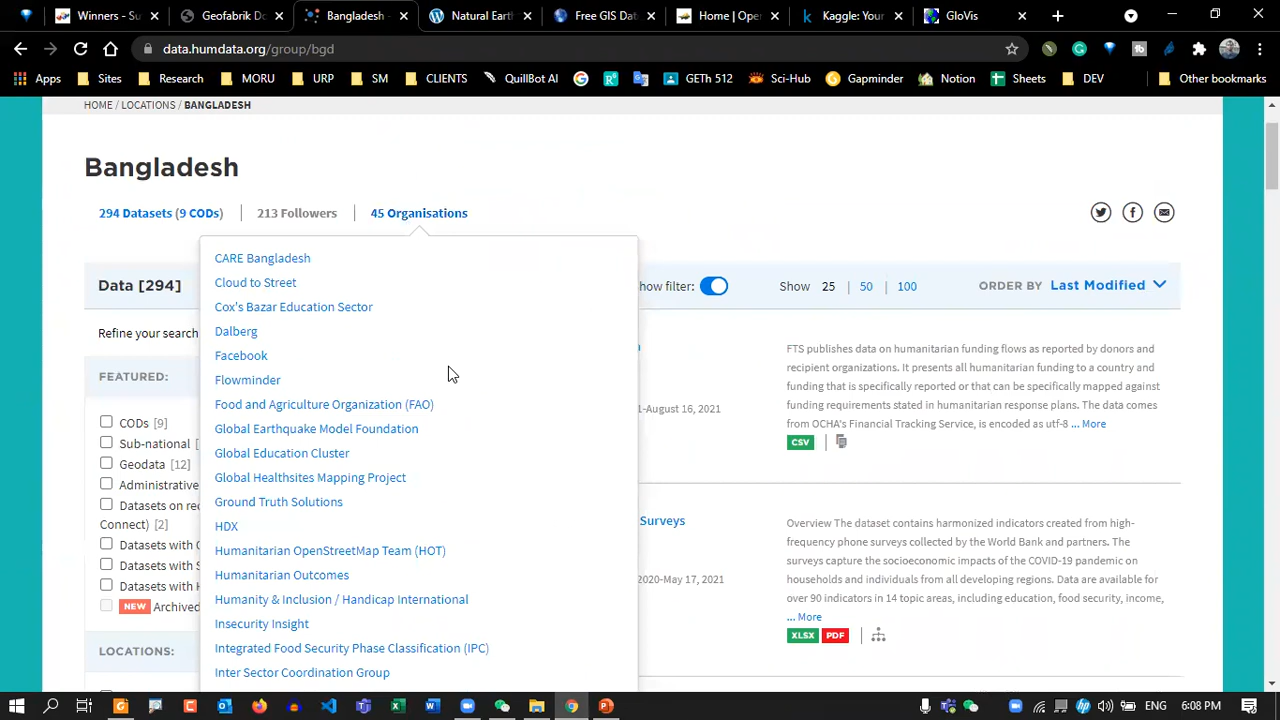 Winners - Su
Geofabrik Do
Bangladesh -
Natural Eart
Free GIS Dat
Home | Ope
Kaggle: Your
GloVis
data.humdata.org/group/bgd
Apps Sites Research MORU URP SM CLIENTS QuillBot AI GETh 512 Sci-Hub Gapminder Notion Sheets DEV Other bookmarks
HOME / LOCATIONS / BANGLADESH
Bangladesh
294 Datasets (9 CODs) | 213 Followers | 45 Organisations
CARE Bangladesh
Cloud to Street
Cox's Bazar Education Sector
Dalberg
Facebook
Flowminder
Food and Agriculture Organization (FAO)
Global Earthquake Model Foundation
Global Education Cluster
Global Healthsites Mapping Project
Ground Truth Solutions
HDX
Humanitarian OpenStreetMap Team (HOT)
Humanitarian Outcomes
Humanity & Inclusion / Handicap International
Insecurity Insight
Integrated Food Security Phase Classification (IPC)
Inter Sector Coordination Group
Data [294]
how filter:
Show 25 | 50 | 100
ORDER BY Last Modified
Refine your search
FEATURED:
CODs [9]
Sub-national [
Geodata [12]
Administrative
Datasets on re
Connect) [2]
Datasets with
Datasets with S
Datasets with H
NEW Archived
LOCATIONS:
1-August 16, 2021
FTS publishes data on humanitarian funding flows as reported by donors and
recipient organizations. It presents all humanitarian funding to a country and
funding that is specifically reported or that can be specifically mapped against
funding requirements stated in humanitarian response plans. The data comes
from OCHA's Financial Tracking Service, is encoded as utf-8 ... More
CSV
Surveys
2020-May 17, 2021
Overview The dataset contains harmonized indicators created from high-
frequency phone surveys collected by the World Bank and partners. The
surveys capture the socioeconomic impacts of the COVID-19 pandemic on
households and individuals from all developing regions. Data are available for
over 90 indicators in 14 topic areas, including education, food security, income,
... More
XLSX PDF
ENG 6:08 PM